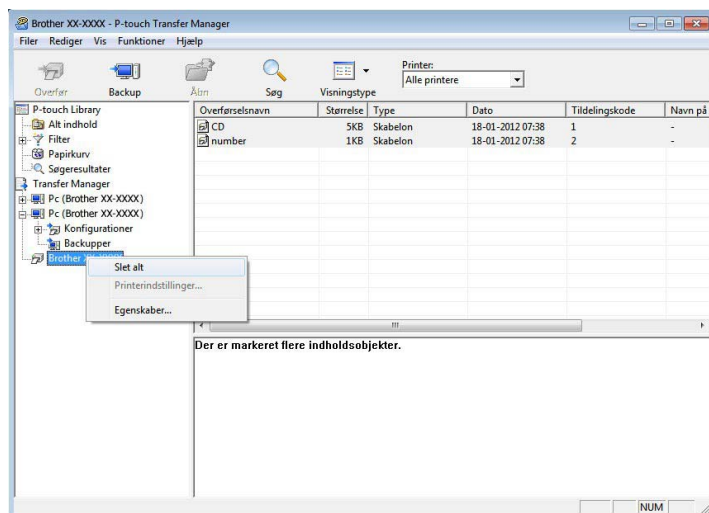 Brother XX-XXXX - P-touch Transfer Manager
Filer Rediger Vis Funktioner Hjælp
Overfør Backup Åbn Søg Visningstype
Printer:
Alle printere
P-touch Library
Alt indhold
Filter
Papirkurv
Søgeresultater
Transfer Manager
Pc (Brother XX-XXXX)
Pc (Brother XX-XXXX)
Konfigurationer
Backupper
Brother
Slet alt
Printerindstillinger...
Egenskaber...
Overførselsnavn Størrelse Type Dato Tildelingskode Navn på
CD 5KB Skabelon 18-01-2012 07:38 1 -
number 1KB Skabelon 18-01-2012 07:38 2 -
Der er markeret flere indholdsobjekter.
NUM